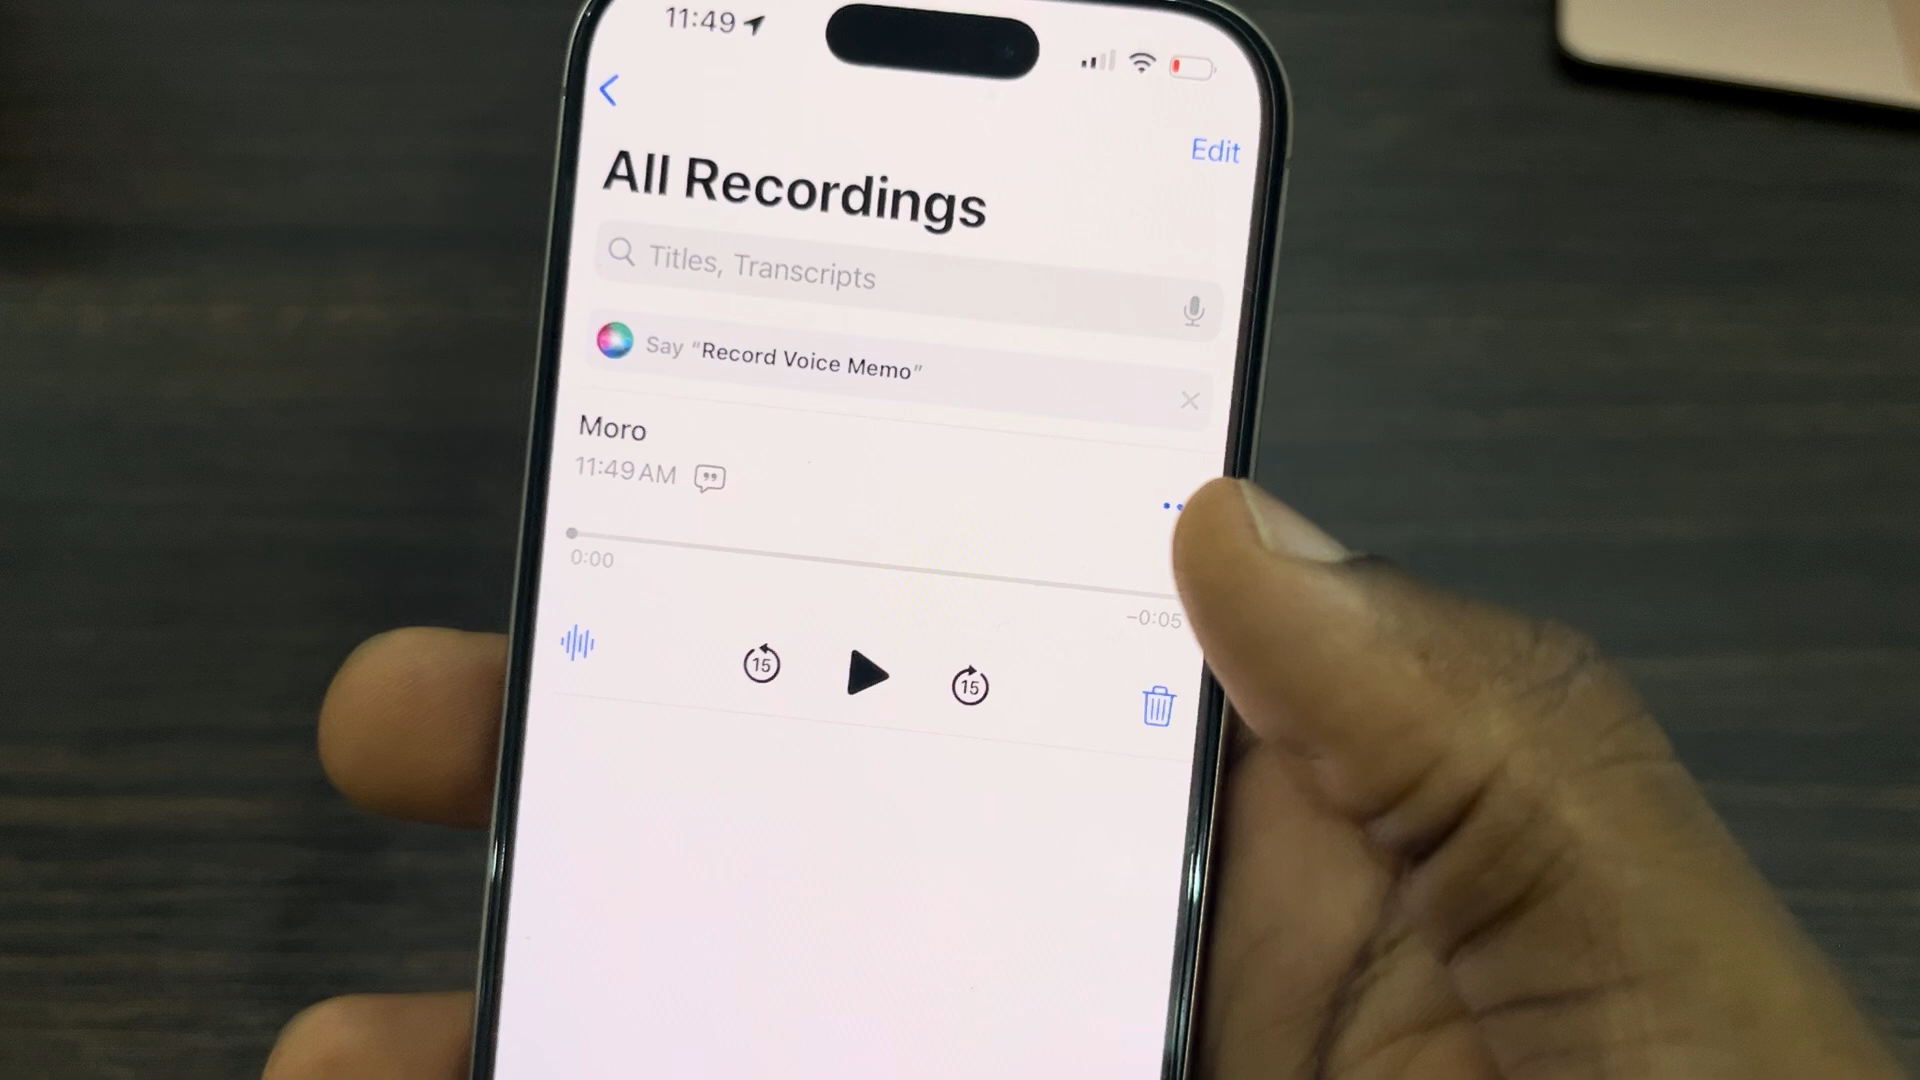 11:49
Edit
All Recordings
Titles, Transcripts
Say "Record Voice Memo"
Moro
11:49 AM
0:00
-0:05
15
15